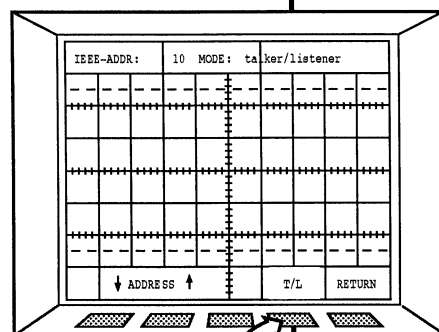 IEEE-ADDR: 10 MODE: talker/listener
↓ ADDRESS ↑ T/L RETURN